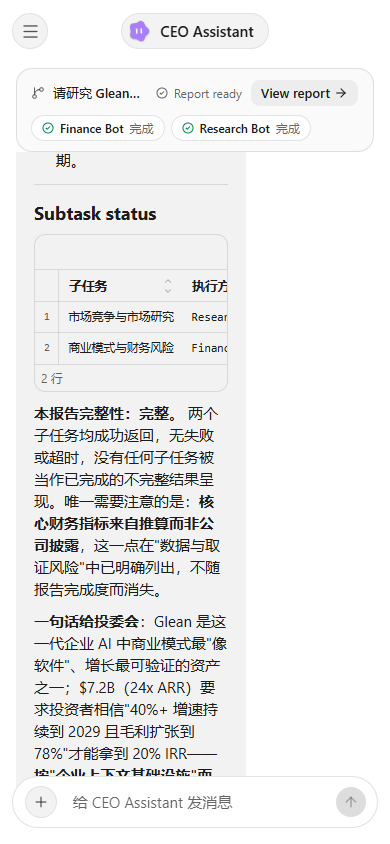 CEO Assistant
请研究 Glean... Report ready View report →
Finance Bot 完成 Research Bot 完成
期。
Subtask status
子任务 执行方
1 市场竞争与市场研究 Resear
2 商业模式与财务风险 Financ
2 行
本报告完整性：完整。 两个
子任务均成功返回，无失败
或超时，没有任何子任务被
当作已完成的不完整结果呈
现。唯一需要注意的是：核
心财务指标来自推算而非公
司披露，这一点在"数据与取
证风险"中已明确列出，不随
报告完成度而消失。
一句话给投委会：Glean 是这
一代企业 AI 中商业模式最"像
软件"、增长最可验证的资产
之一；$7.2B（24x ARR）要
求投资者相信"40%+ 增速持
续到 2029 且毛利扩张到
78%"才能拿到 20% IRR——
按"企业上下文基础设施"而
给 CEO Assistant 发消息